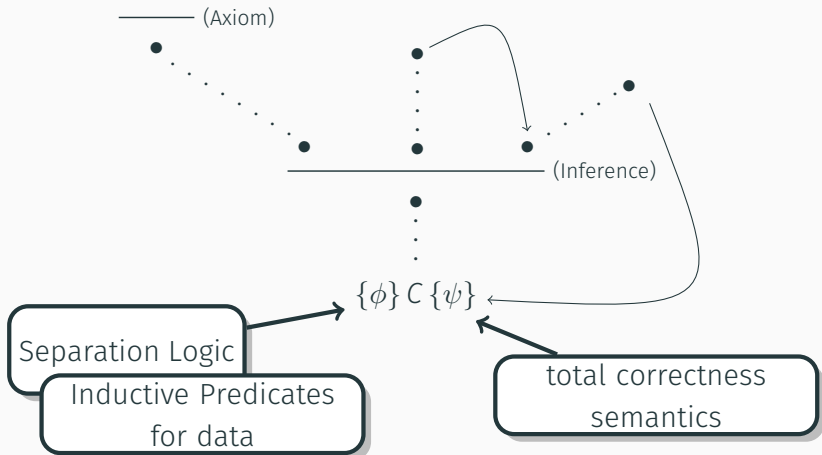 (Axiom)
(Inference)
{ϕ} C {ψ}
Separation Logic
Inductive Predicates
for data
total correctness
semantics